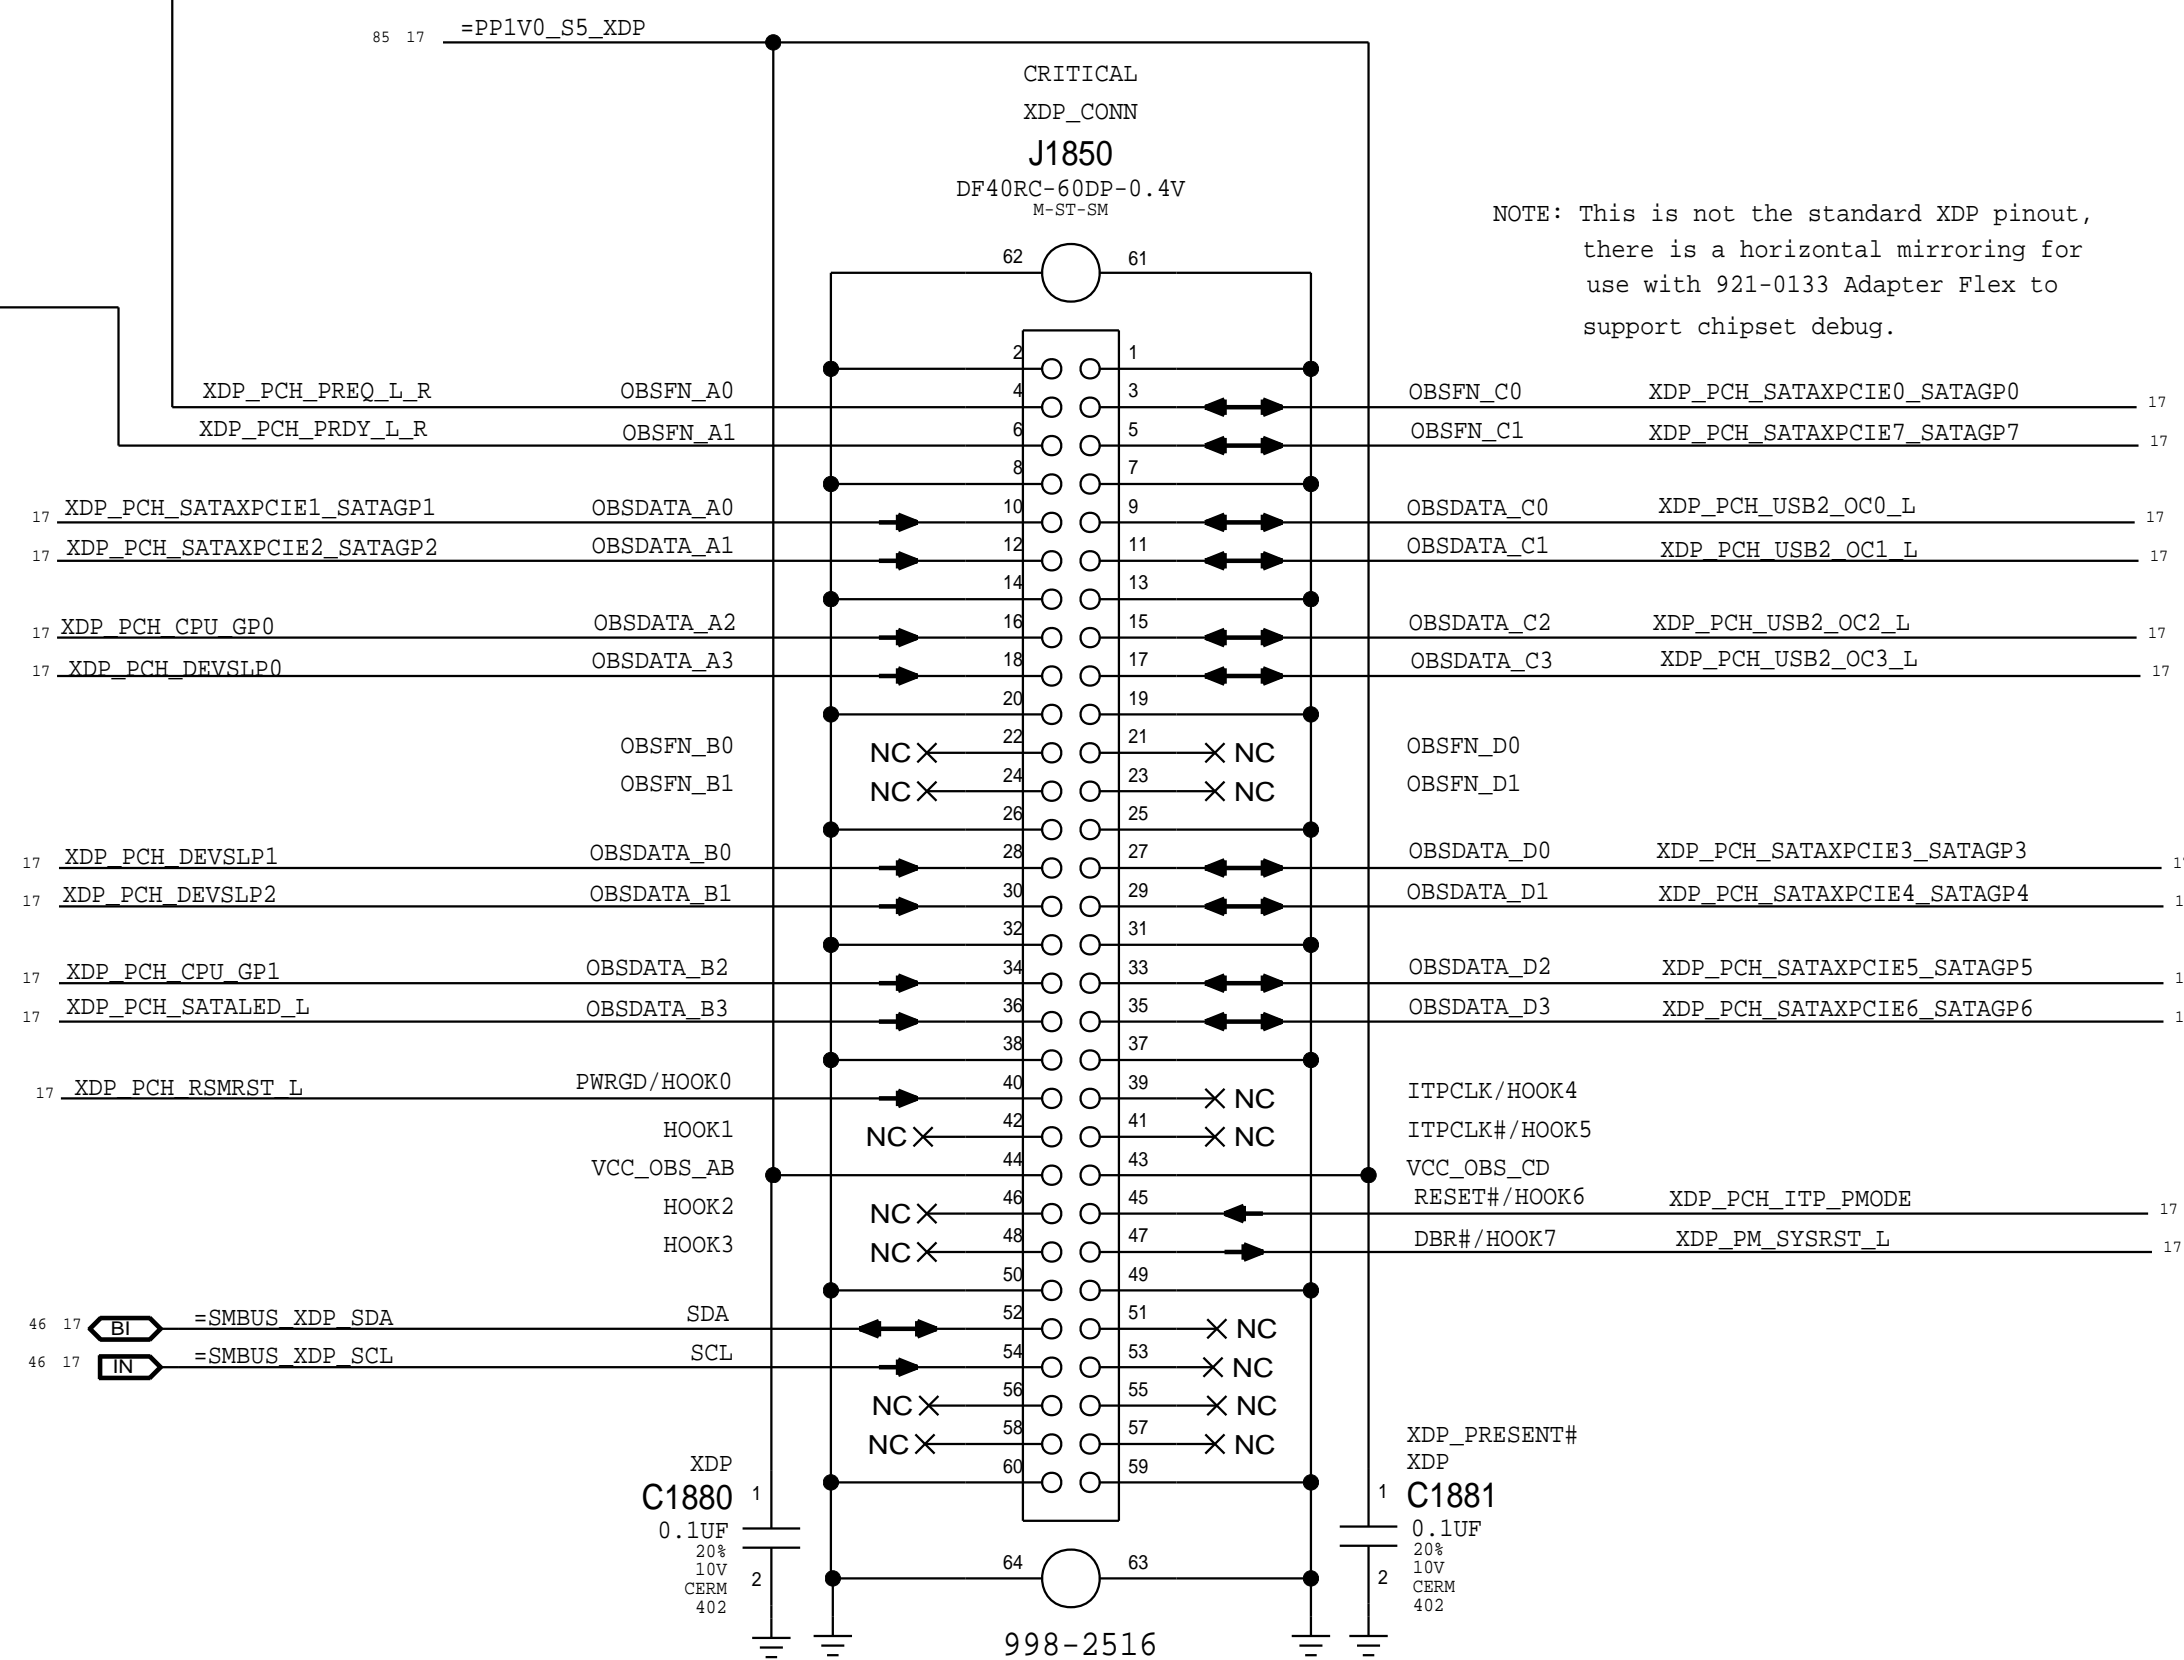 85 17 =PP1V0_S5_XDP
CRITICAL
XDP_CONN
J1850
DF40RC-60DP-0.4V
M-ST-SM
NOTE: This is not the standard XDP pinout,
there is a horizontal mirroring for
use with 921-0133 Adapter Flex to
support chipset debug.
62 61
2 1
XDP_PCH_PREQ_L_R OBSFN_A0 4 3 OBSFN_C0 XDP_PCH_SATAXPCIE0_SATAGP0 17
XDP_PCH_PRDY_L_R OBSFN_A1 6 5 OBSFN_C1 XDP_PCH_SATAXPCIE7_SATAGP7 17
8 7
17 XDP_PCH_SATAXPCIE1_SATAGP1 OBSDATA_A0 10 9 OBSDATA_C0 XDP_PCH_USB2_OC0_L 17
17 XDP_PCH_SATAXPCIE2_SATAGP2 OBSDATA_A1 12 11 OBSDATA_C1 XDP_PCH_USB2_OC1_L 17
14 13
17 XDP_PCH_CPU_GP0 OBSDATA_A2 16 15 OBSDATA_C2 XDP_PCH_USB2_OC2_L 17
17 XDP_PCH_DEVSLP0 OBSDATA_A3 18 17 OBSDATA_C3 XDP_PCH_USB2_OC3_L 17
20 19
OBSFN_B0 NC 22 21 NC OBSFN_D0
OBSFN_B1 NC 24 23 NC OBSFN_D1
26 25
17 XDP_PCH_DEVSLP1 OBSDATA_B0 28 27 OBSDATA_D0 XDP_PCH_SATAXPCIE3_SATAGP3
17 XDP_PCH_DEVSLP2 OBSDATA_B1 30 29 OBSDATA_D1 XDP_PCH_SATAXPCIE4_SATAGP4
32 31
17 XDP_PCH_CPU_GP1 OBSDATA_B2 34 33 OBSDATA_D2 XDP_PCH_SATAXPCIE5_SATAGP5
17 XDP_PCH_SATALED_L OBSDATA_B3 36 35 OBSDATA_D3 XDP_PCH_SATAXPCIE6_SATAGP6
38 37
17 XDP_PCH_RSMRST_L PWRGD/HOOK0 40 39 NC ITPCLK/HOOK4
HOOK1 NC 42 41 NC ITPCLK#/HOOK5
VCC_OBS_AB 44 43 VCC_OBS_CD
HOOK2 NC 46 45 RESET#/HOOK6 XDP_PCH_ITP_PMODE 17
HOOK3 NC 48 47 DBR#/HOOK7 XDP_PM_SYSRST_L 17
50 49
46 17 BI =SMBUS_XDP_SDA SDA 52 51 NC
46 17 IN =SMBUS_XDP_SCL SCL 54 53 NC
NC 56 55 NC
NC 58 57 NC XDP_PRESENT#
60 59
XDP
C1880 1
0.1UF
20%
10V
CERM 2
402
XDP
1 C1881
0.1UF
20%
10V
2 CERM
402
64 63
998-2516